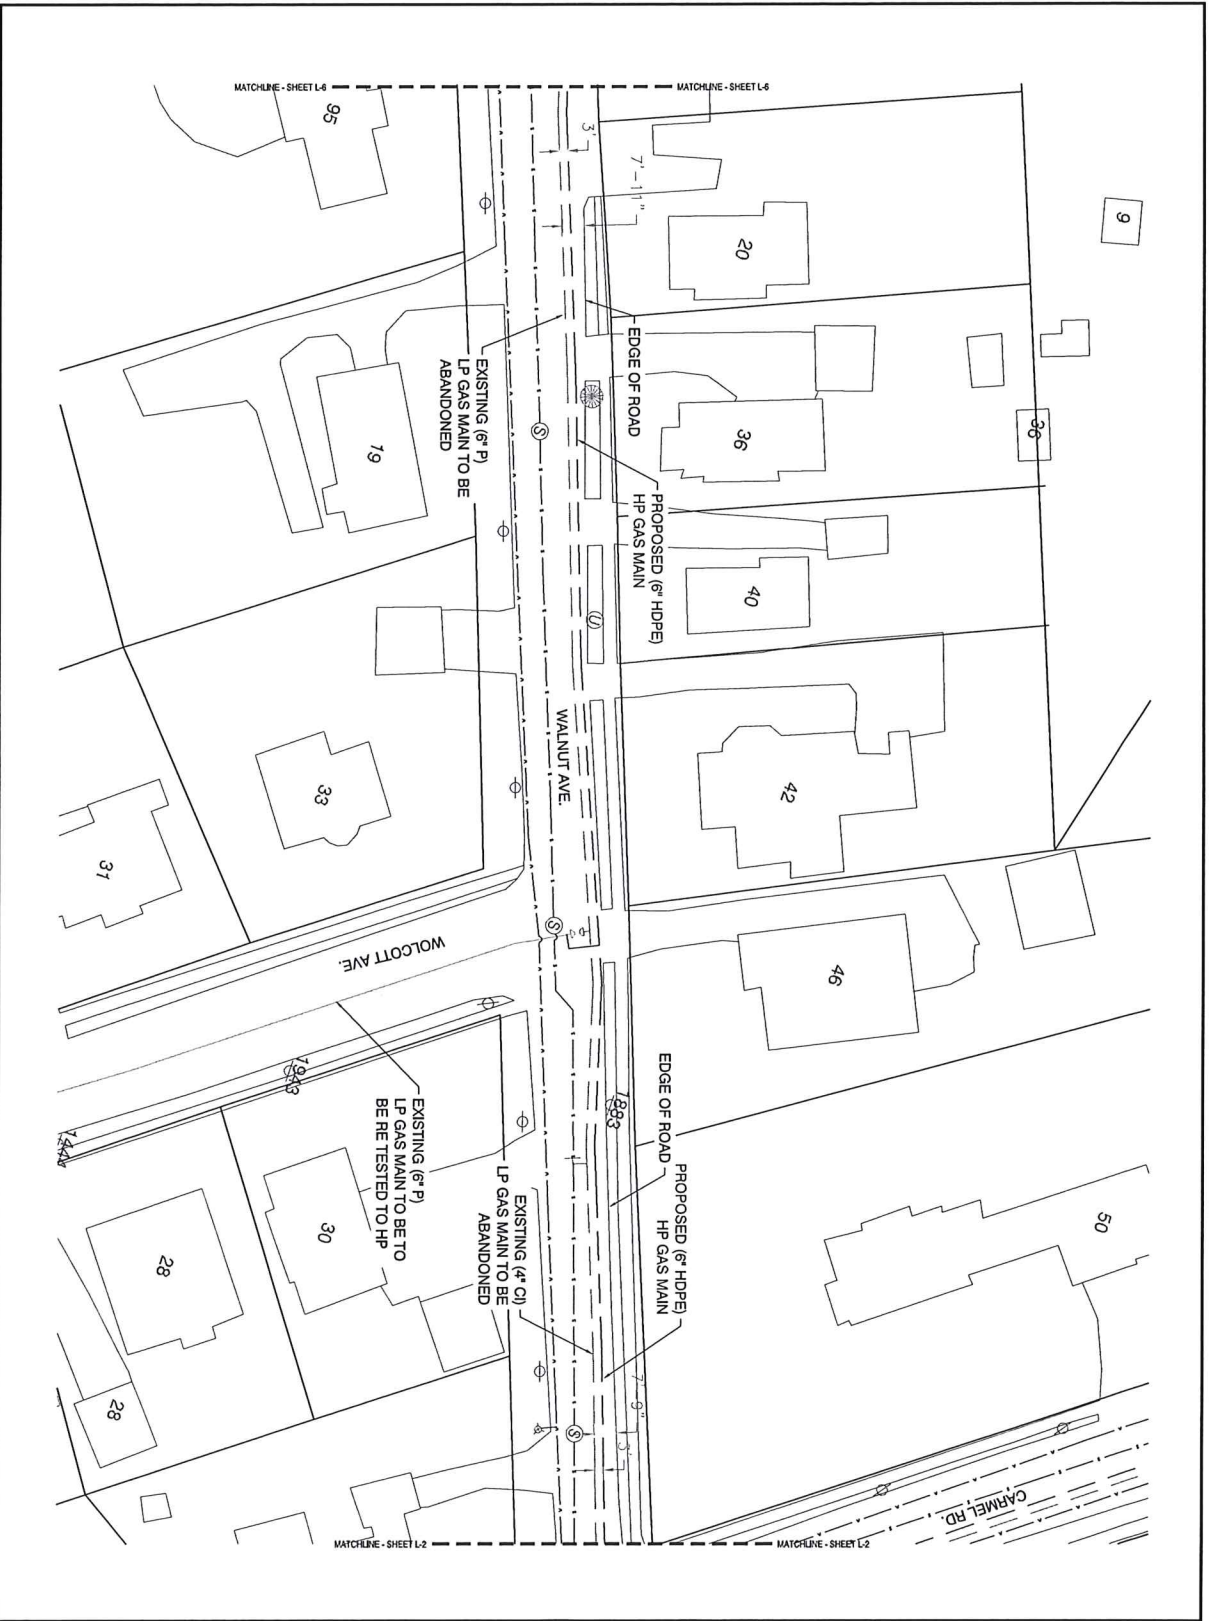 MATCHLINE - SHEET L-6
MATCHLINE - SHEET L-6
95
3'
7'-11"
20
9
EDGE OF ROAD
EXISTING (6" P)
LP GAS MAIN TO BE
ABANDONED
19
S
36
36
PROPOSED (6" HDPE)
HP GAS MAIN
40
U
WALNUT AVE.
33
42
31
S
WOLCOTT AVE.
46
EXISTING (6" P)
LP GAS MAIN TO BE TO
BE RE TESTED TO HP
1943
1444
1883
EDGE OF ROAD
PROPOSED (6" HDPE)
HP GAS MAIN
EXISTING (4" CI)
LP GAS MAIN TO BE
ABANDONED
30
28
28
50
7'-9"
3'
S
CARMEL RD.
MATCHLINE - SHEET L-2
MATCHLINE - SHEET L-2